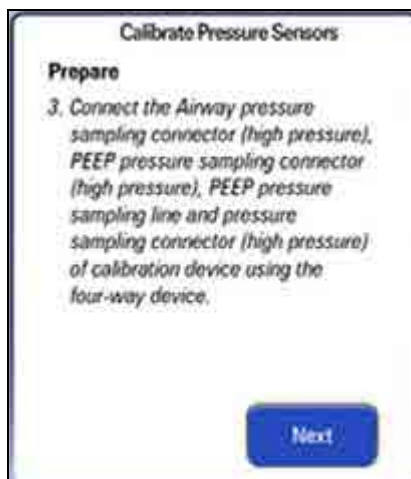 Calibrate Pressure Sensors
Prepare
3. Connect the Airway pressure
sampling connector (high pressure),
PEEP pressure sampling connector
(high pressure), PEEP pressure
sampling line and pressure
sampling connector (high pressure)
of calibration device using the
four-way device.
Next